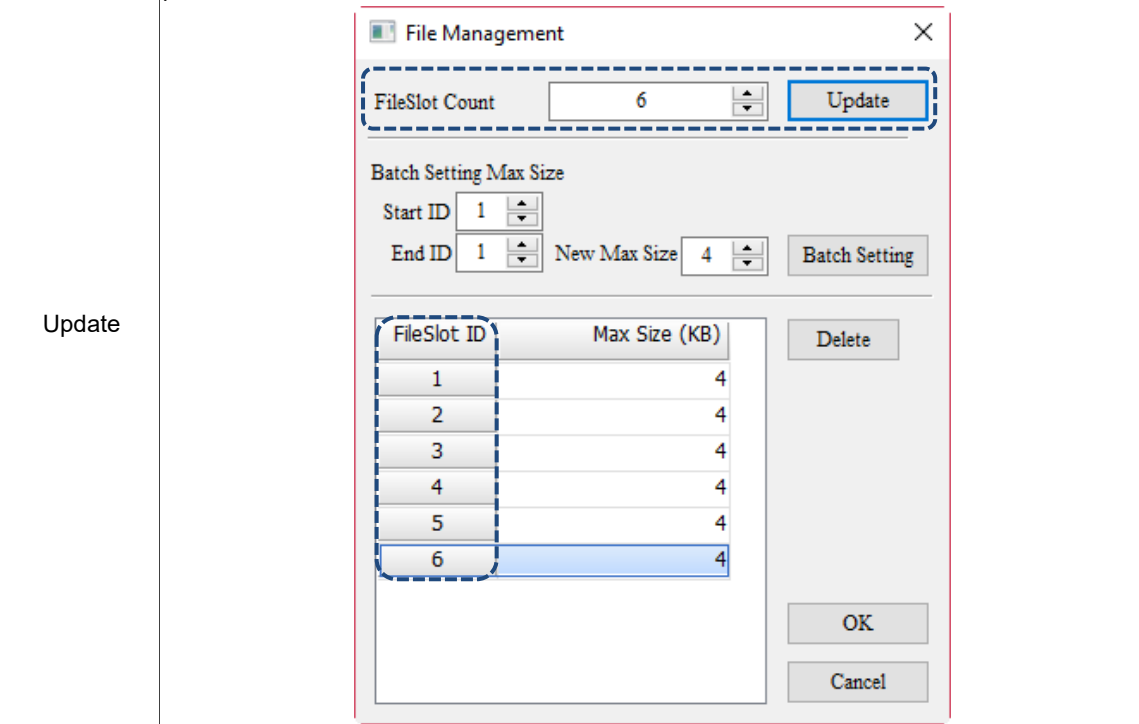 Update
File Management
FileSlot Count 6 Update
Batch Setting Max Size
Start ID 1
End ID 1 New Max Size 4 Batch Setting
FileSlot ID Max Size (KB) Delete
1 4
2 4
3 4
4 4
5 4
6 4
OK
Cancel